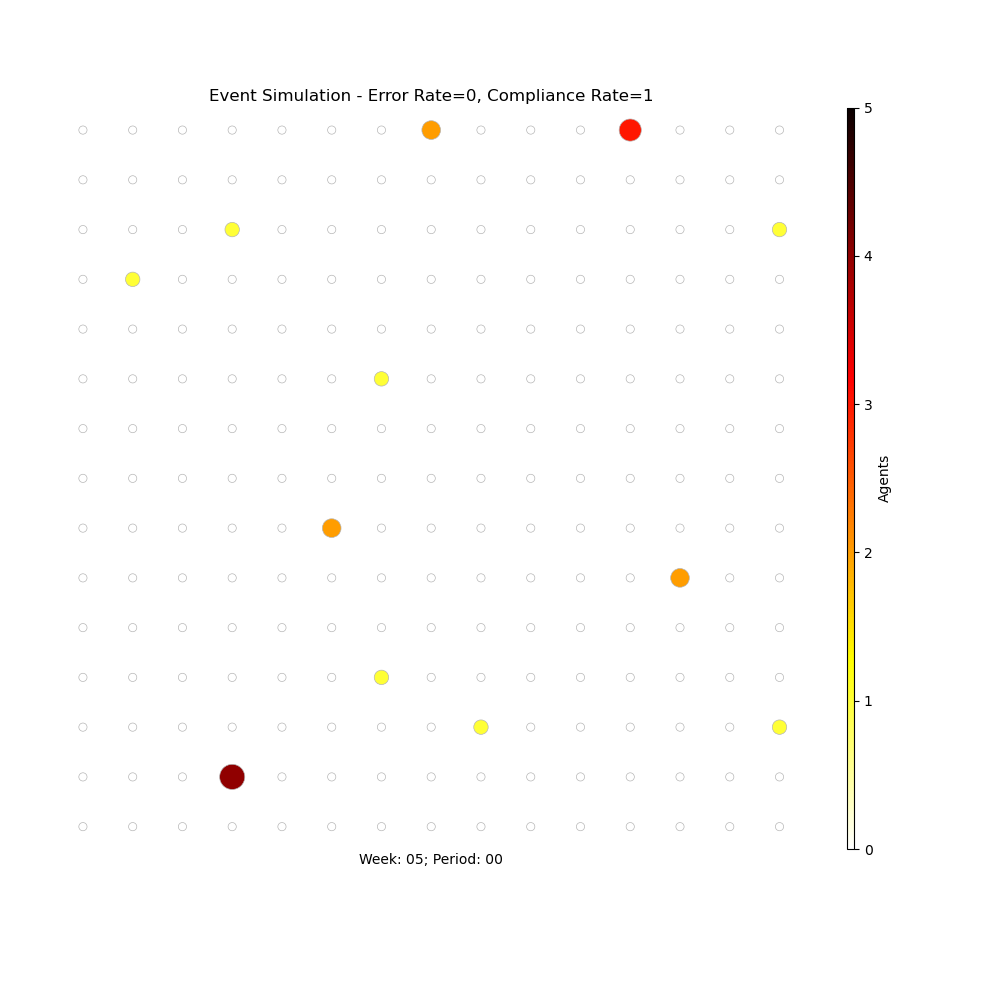 Event Simulation - Error Rate=0, Compliance Rate=1
5
4
3
2
1
0
Agents
Week: 05; Period: 00